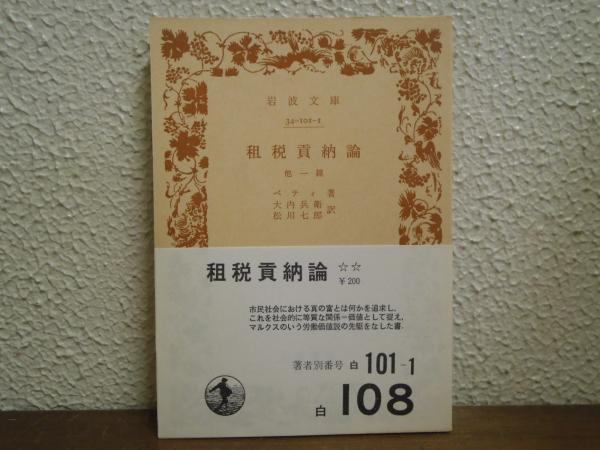 岩波文庫
34-101-1
租税貢納論
他一篇
ペティ著
大内兵衛
松川七郎 訳
租税貢納論 ☆☆
￥200
市民社会における真の富とは何かを追求し,
これを社会的に等質な関係＝価値として捉え,
マルクスのいう労働価値説の先駆をなした書.
著者別番号 白 101-1
白 108